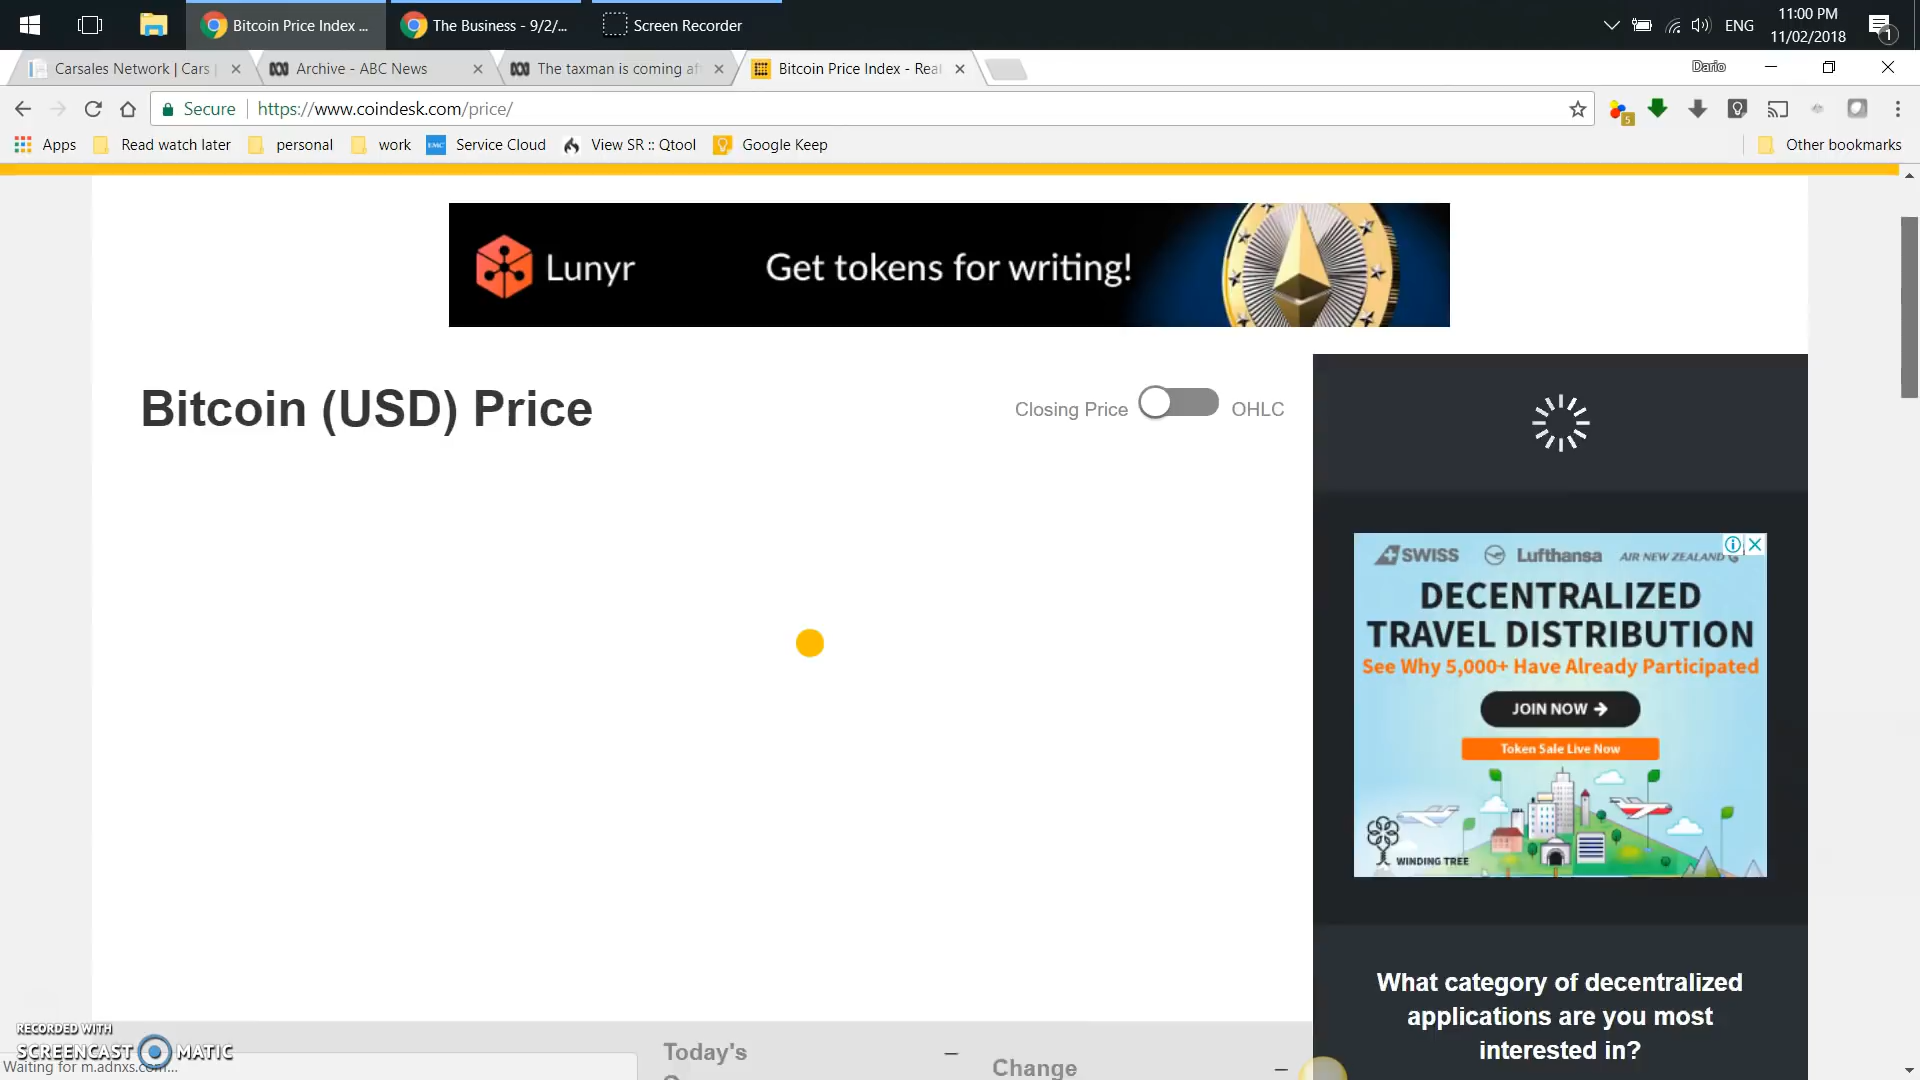 Bitcoin Price Index ...
The Business - 9/2/...
Screen Recorder
ENG
11:00 PM
11/02/2018
1
Carsales Network | Cars |
Archive - ABC News
The taxman is coming af
Bitcoin Price Index - Real
Dario
Secure
https://www.coindesk.com/price/
5
Apps
Read watch later
personal
work
EMC
Service Cloud
View SR :: Qtool
Google Keep
Other bookmarks
Lunyr
Get tokens for writing!
Bitcoin (USD) Price
Closing Price
OHLC
SWISS
Lufthansa
AIR NEW ZEALAND
DECENTRALIZED
TRAVEL DISTRIBUTION
See Why 5,000+ Have Already Participated
JOIN NOW →
Token Sale Live Now
WINDING TREE
What category of decentralized
applications are you most
interested in?
RECORDED WITH
SCREENCAST MATIC
Waiting for m.adnxs.com...
Today's
–
Change
–